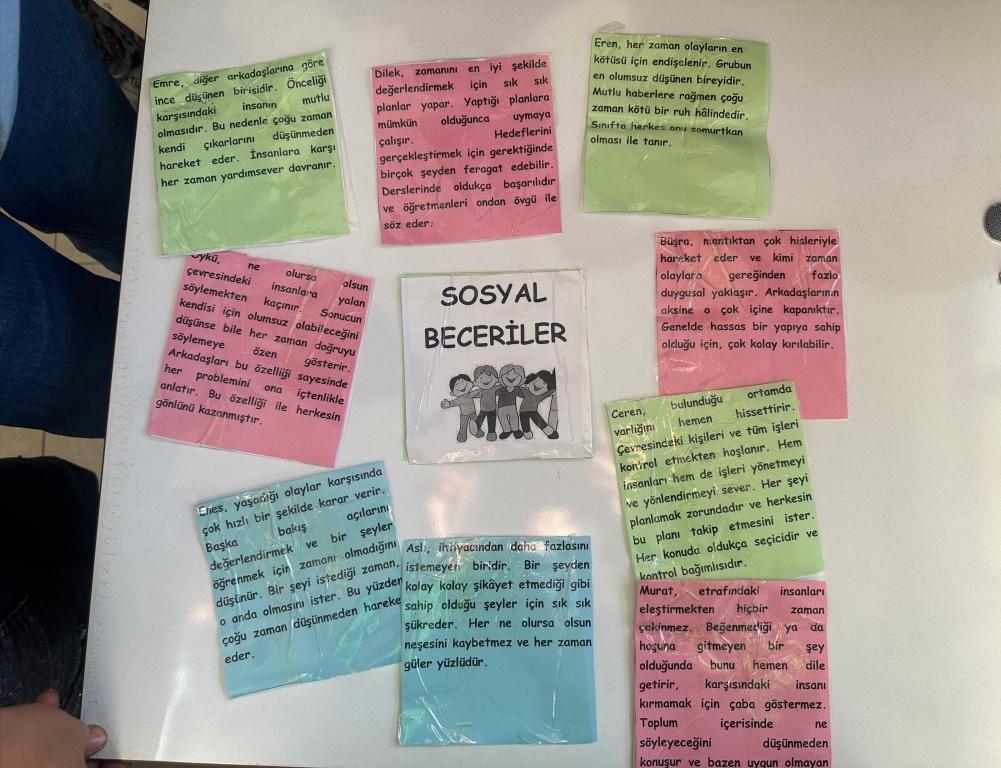 Emre, diğer arkadaşlarına göre
ince düşünen birisidir. Önceliği
karşısındaki insanın mutlu
olmasıdır. Bu nedenle çoğu zaman
kendi çıkarlarını düşünmeden
hareket eder. İnsanlara karşı
her zaman yardımsever davranır.
Dilek, zamanını en iyi şekilde
değerlendirmek için sık sık
planlar yapar. Yaptığı planlara
mümkün olduğunca uymaya
çalışır. Hedeflerini
gerçekleştirmek için gerektiğinde
birçok şeyden feragat edebilir.
Derslerinde oldukça başarılıdır
ve öğretmenleri ondan övgü ile
söz eder.
Eren, her zaman olayların en
kötüsü için endişelenir. Grubun
en olumsuz düşünen bireyidir.
Mutlu haberlere rağmen çoğu
zaman kötü bir ruh hâlindedir.
Sınıfta herkes onu somurtkan
olması ile tanır.
Öykü, ne olursa olsun
çevresindeki insanlara yalan
söylemekten kaçınır. Sonucun
kendisi için olumsuz olabileceğini
düşünse bile her zaman doğruyu
söylemeye özen gösterir.
Arkadaşları bu özelliği sayesinde
her problemini ona içtenlikle
anlatır. Bu özelliği ile herkesin
gönlünü kazanmıştır.
SOSYAL
BECERİLER
Büşra, mantıktan çok hisleriyle
hareket eder ve kimi zaman
olaylara gereğinden fazla
duygusal yaklaşır. Arkadaşlarının
aksine o çok içine kapanıktır.
Genelde hassas bir yapıya sahip
olduğu için, çok kolay kırılabilir.
Ceren, bulunduğu ortamda
varlığını hemen hissettirir.
Çevresindeki kişileri ve tüm işleri
kontrol etmekten hoşlanır. Hem
insanları hem de işleri yönetmeyi
ve yönlendirmeyi sever. Her şeyi
planlamak zorundadır ve herkesin
bu planı takip etmesini ister.
Her konuda oldukça seçicidir ve
kontrol bağımlısıdır.
Enes, yaşadığı olaylar karşısında
çok hızlı bir şekilde karar verir.
Başka bakış açılarını
değerlendirmek ve bir şeyler
öğrenmek için zamanı olmadığını
düşünür. Bir şeyi istediği zaman,
o anda olmasını ister. Bu yüzden
çoğu zaman düşünmeden hareke
eder.
Aslı, ihtiyacından daha fazlasını
istemeyen biridir. Bir şeyden
kolay kolay şikâyet etmediği gibi
sahip olduğu şeyler için sık sık
şükreder. Her ne olursa olsun
neşesini kaybetmez ve her zaman
güler yüzlüdür.
Murat, etrafındaki insanları
eleştirmekten hiçbir zaman
çekinmez. Beğenmediği ya da
hoşuna gitmeyen bir şey
olduğunda bunu hemen dile
getirir, karşısındaki insanı
kırmamak için çaba göstermez.
Toplum içerisinde ne
söyleyeceğini düşünmeden
konuşur ve bazen uygun olmayan